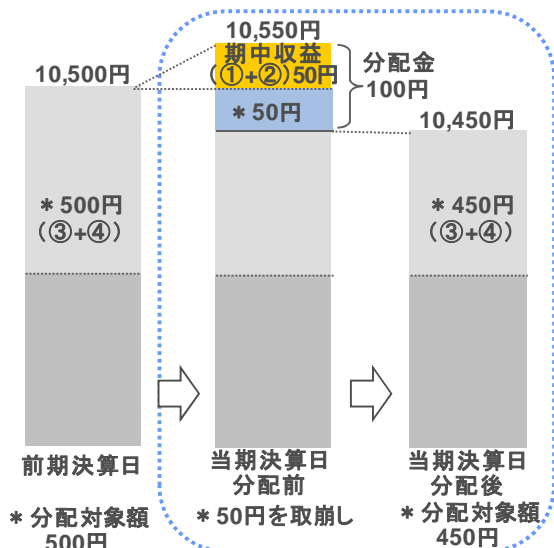 10,550円
期中収益
（①+②）50円
分配金
100円
10,500円
＊50円
10,450円
＊500円
（③+④）
＊450円
（③+④）
前期決算日
当期決算日
分配前
当期決算日
分配後
＊分配対象額
500円
＊50円を取崩し
＊分配対象額
450円